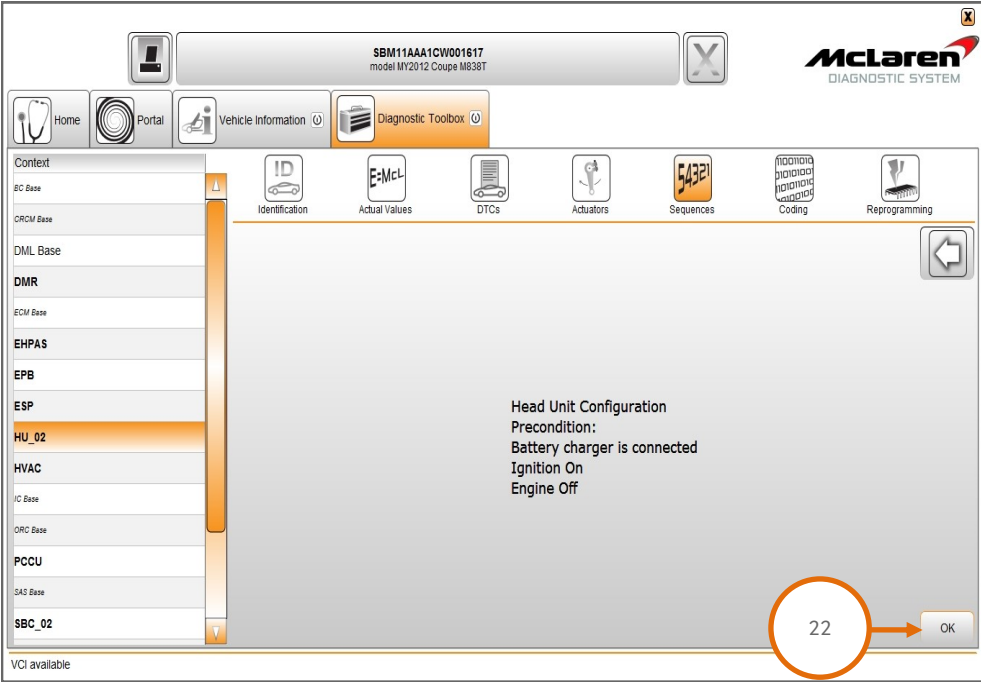 X
SBM11AAA1CW001617
model MY2012 Coupe M838T
X
McLaren
DIAGNOSTIC SYSTEM
Home
Portal
Vehicle Information
Diagnostic Toolbox
Context
BC Base
CRCM Base
DML Base
DMR
ECM Base
EHPAS
EPB
ESP
HU_02
HVAC
IC Base
ORC Base
PCCU
SAS Base
SBC_02
ID
Identification
E=McL
Actual Values
DTCs
Actuators
54321
Sequences
Coding
Reprogramming
Head Unit Configuration
Precondition:
Battery charger is connected
Ignition On
Engine Off
22
OK
VCI available